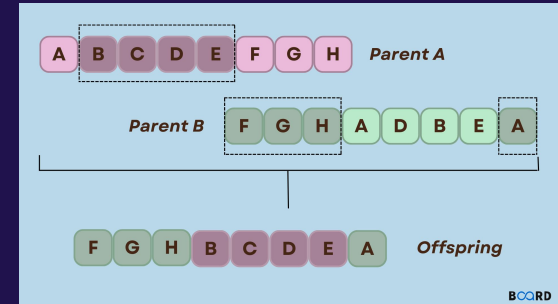 A B C D E F G H Parent A
Parent B F G H A D B E A
F G H B C D E A Offspring
BOARD